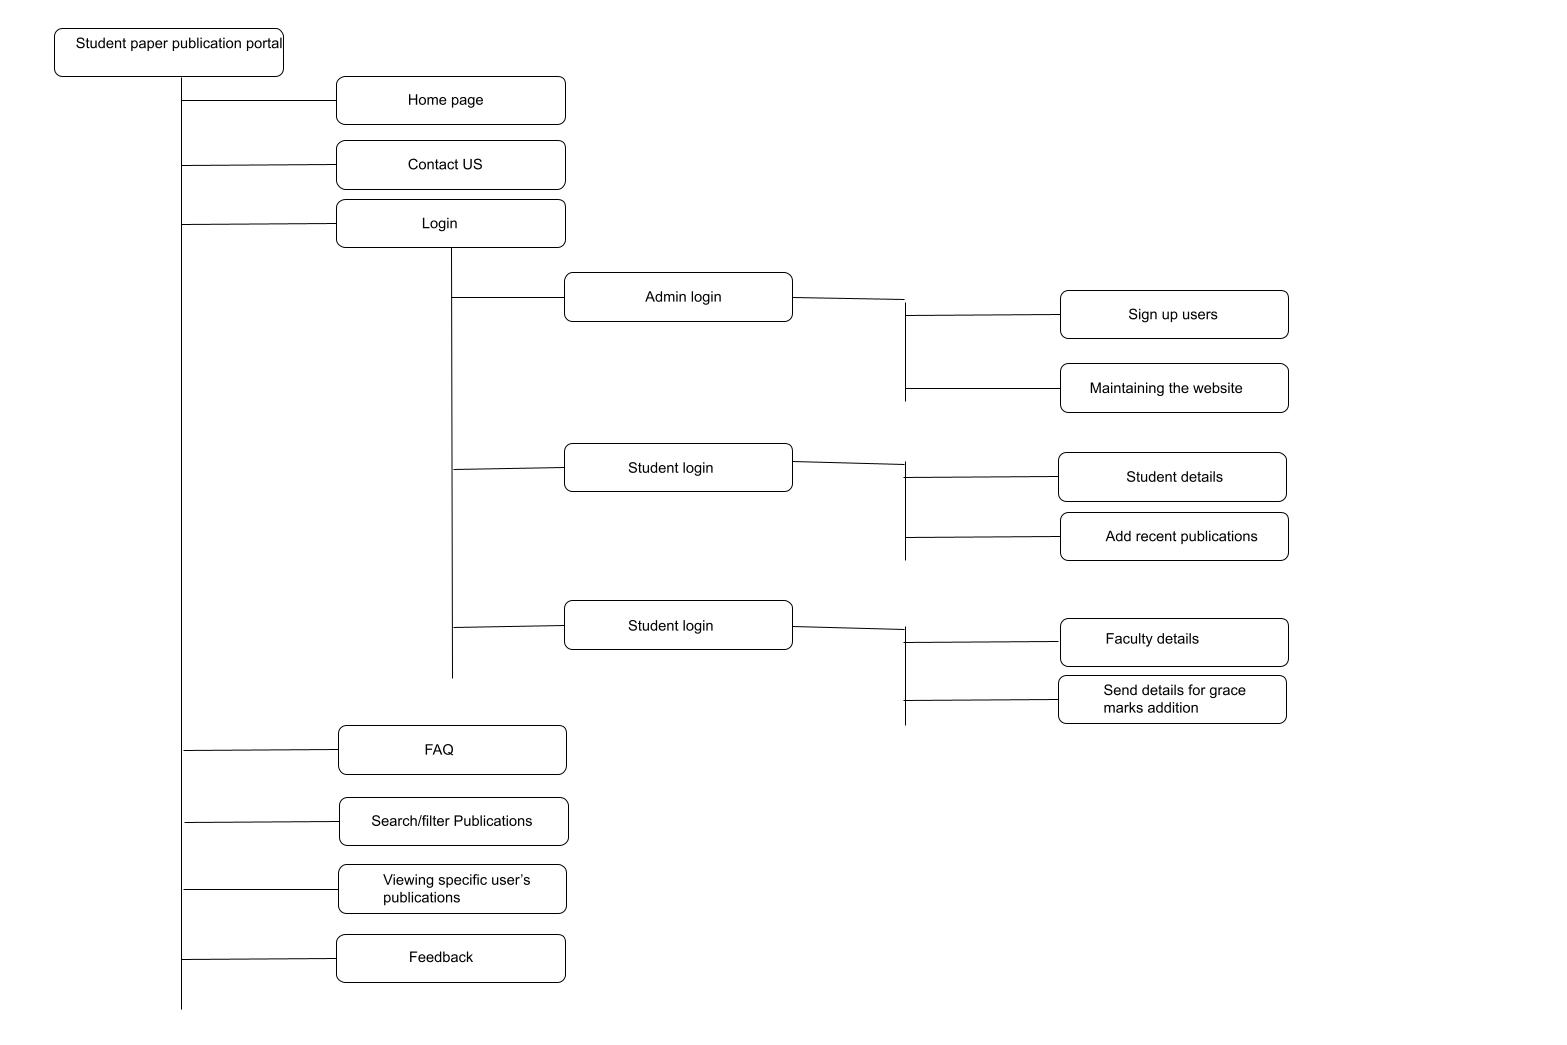 Student paper publication portal
Home page
Contact US
Login
Admin login
Sign up users
Maintaining the website
Student login
Student details
Add recent publications
Student login
Faculty details
Send details for grace
marks addition
FAQ
Search/filter Publications
Viewing specific user’s
publications
Feedback